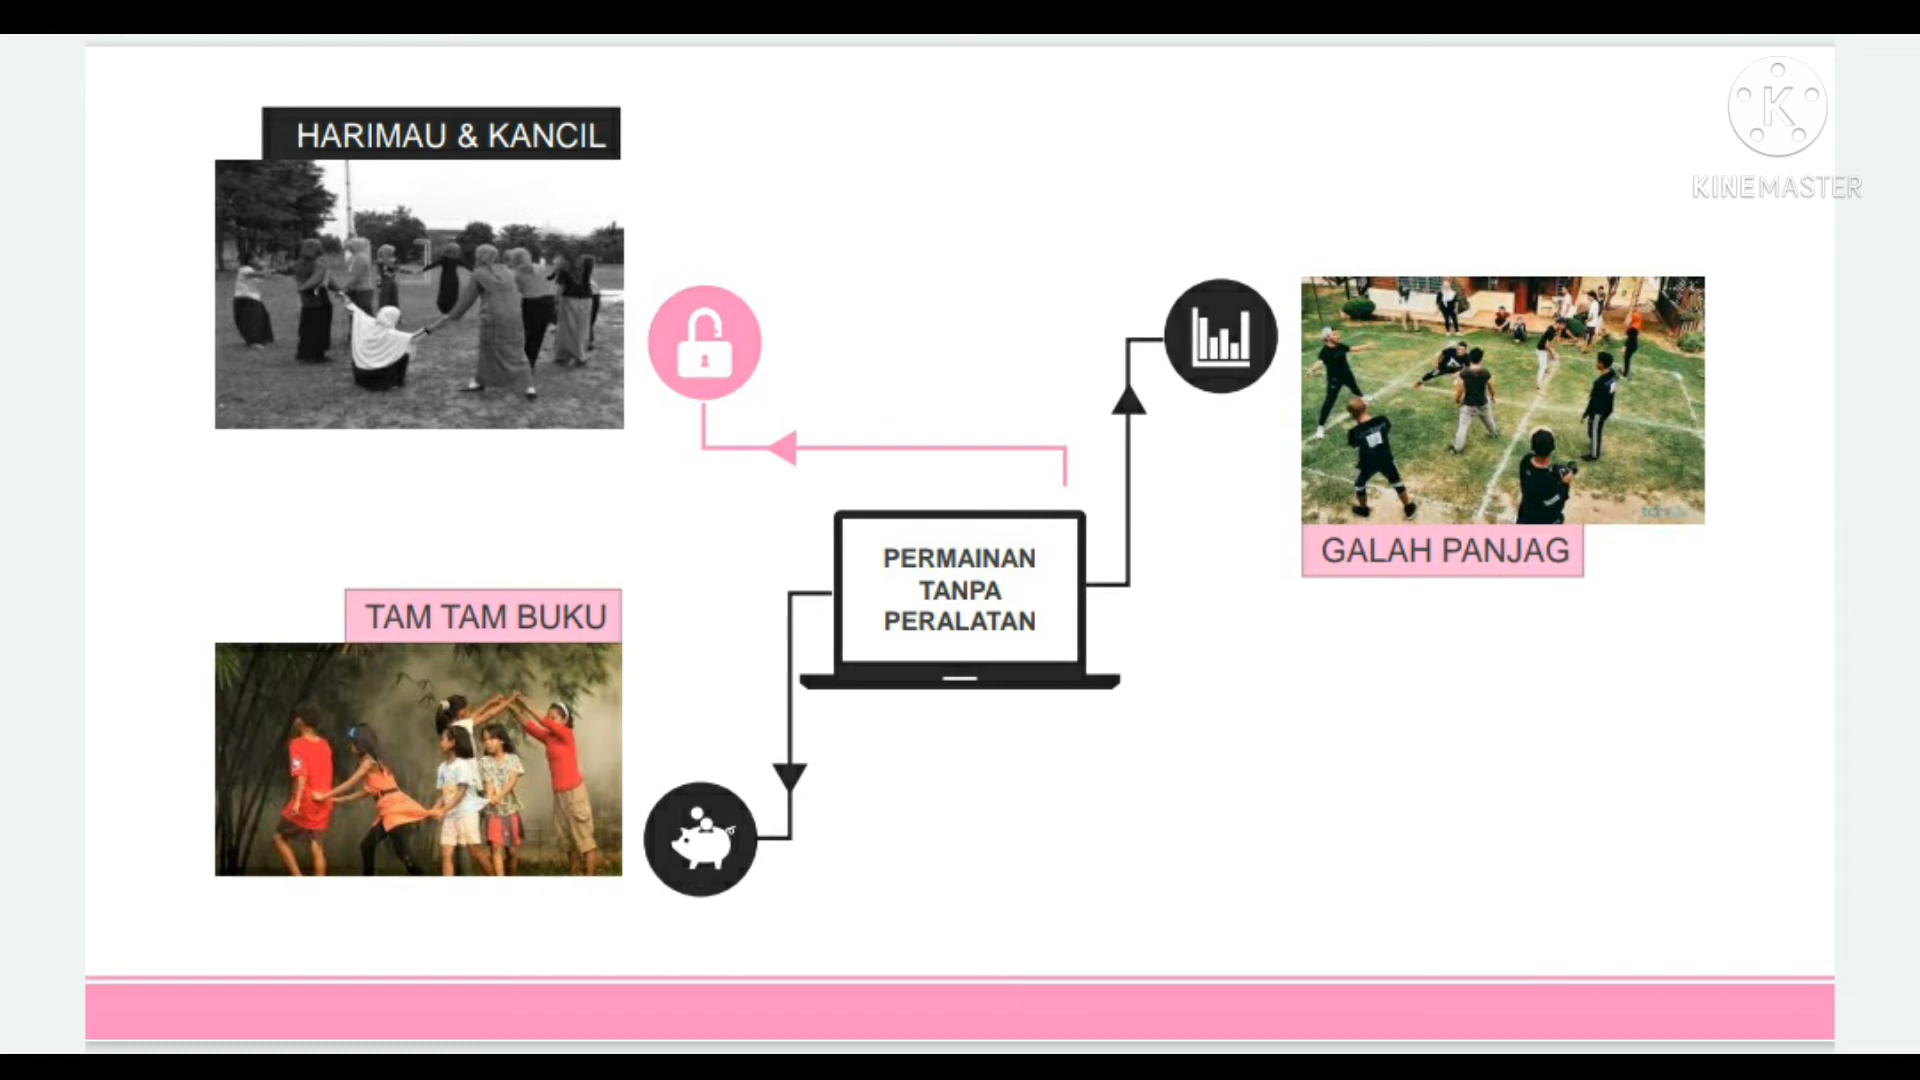 HARIMAU & KANCIL
KINEMASTER
GALAH PANJAG
PERMAINAN
TANPA
PERALATAN
TAM TAM BUKU